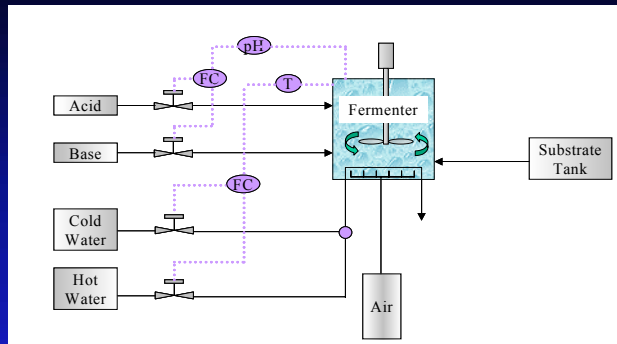 pH
FC
T
Acid
Fermenter
Base
Substrate
Tank
FC
Cold
Water
Hot
Water
Air